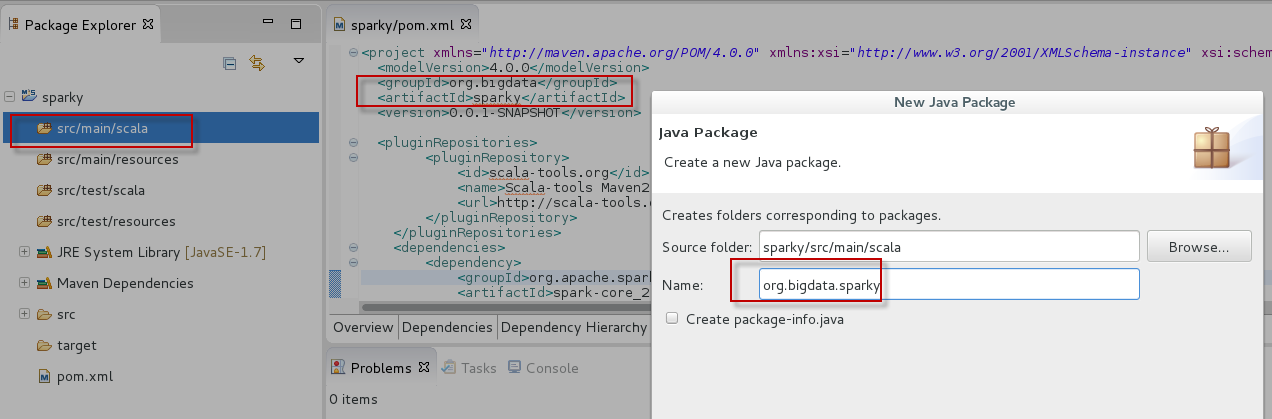 Package Explorer
sparky
src/main/scala
src/main/resources
src/test/scala
src/test/resources
JRE System Library [JavaSE-1.7]
Maven Dependencies
src
target
pom.xml
sparky/pom.xml
<project xmlns="http://maven.apache.org/POM/4.0.0" xmlns:xsi="http://www.w3.org/2001/XMLSchema-instance" xsi:schem
<modelVersion>4.0.0</modelVersion>
<groupId>org.bigdata</groupId>
<artifactId>sparky</artifactId>
<version>0.0.1-SNAPSHOT</version>
<pluginRepositories>
<pluginRepository>
<id>scala-tools.org</id>
<name>Scala-tools Maven2
<url>http://scala-tools.o
</pluginRepository>
</pluginRepositories>
<dependencies>
<dependency>
<groupId>org.apache.spark
<artifactId>spark-core_2
Overview Dependencies Dependency Hierarchy
Problems Tasks Console
0 items
New Java Package
Java Package
Create a new Java package.
Creates folders corresponding to packages.
Source folder: sparky/src/main/scala Browse...
Name: org.bigdata.sparky
Create package-info.java